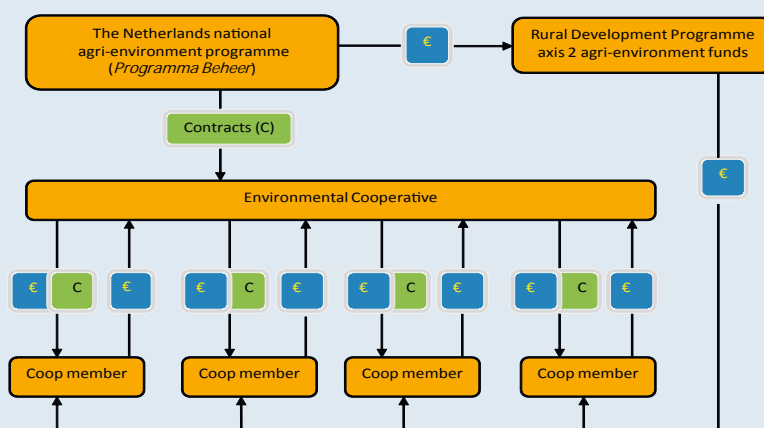 The Netherlands national
agri-environment programme
(Programma Beheer)
€
Rural Development Programme
axis 2 agri-environment funds
Contracts (C)
€
Environmental Cooperative
€ C €
€ C €
€ C €
€ C €
Coop member
Coop member
Coop member
Coop member